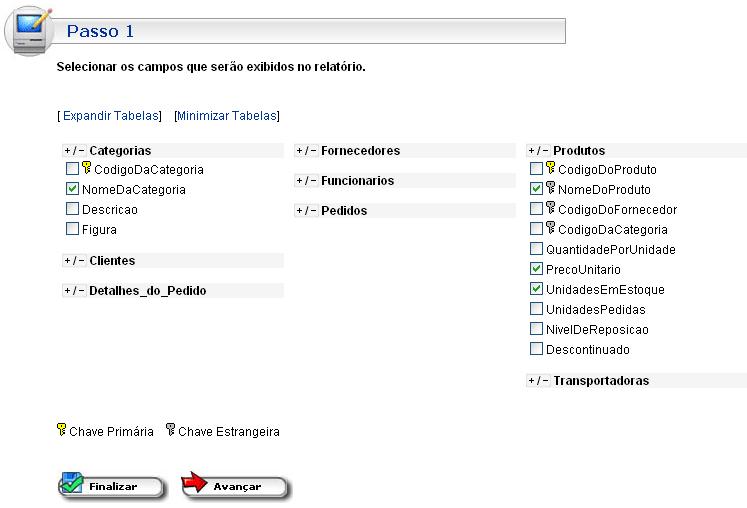 Passo 1
Selecionar os campos que serão exibidos no relatório.
[ Expandir Tabelas] [Minimizar Tabelas]
+/- Categorias
CodigoDaCategoria
NomeDaCategoria
Descricao
Figura
+/- Clientes
+/- Detalhes_do_Pedido
+/- Fornecedores
+/- Funcionarios
+/- Pedidos
+/- Produtos
CodigoDoProduto
NomeDoProduto
CodigoDoFornecedor
CodigoDaCategoria
QuantidadePorUnidade
PrecoUnitario
UnidadesEmEstoque
UnidadesPedidas
NivelDeReposicao
Descontinuado
+/- Transportadoras
Chave Primária Chave Estrangeira
Finalizar Avançar